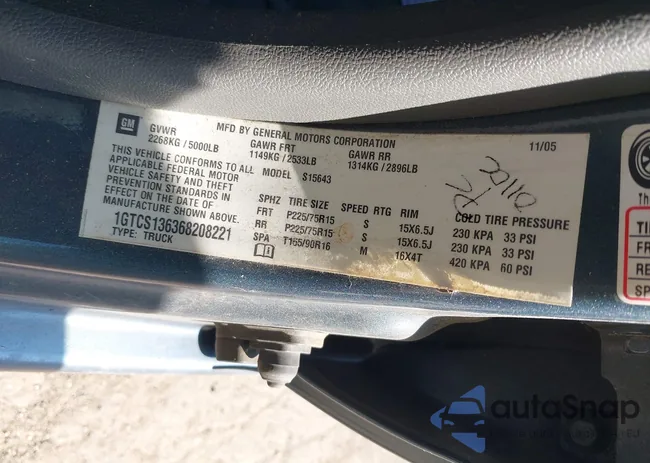 GM
MFD BY GENERAL MOTORS CORPORATION 11/05
GVWR GAWR FRT GAWR RR
2268KG / 5000LB 1149KG / 2533LB 1314KG / 2896LB
THIS VEHICLE CONFORMS TO ALL MODEL S15643
APPLICABLE FEDERAL MOTOR
VEHICLE SAFETY AND THEFT
PREVENTION STANDARDS IN
EFFECT ON THE DATE OF
MANUFACTURE SHOWN ABOVE.
1GTCS136368208221
TYPE: TRUCK
SPHZ TIRE SIZE SPEED RTG RIM COLD TIRE PRESSURE
FRT P225/75R15 S 15X6.5J 230 KPA 33 PSI
RR P225/75R15 S 15X6.5J 230 KPA 33 PSI
SPA T155/90R16 M 16X4T 420 KPA 60 PSI
Th
TI
F
RE
SP
autoSnap